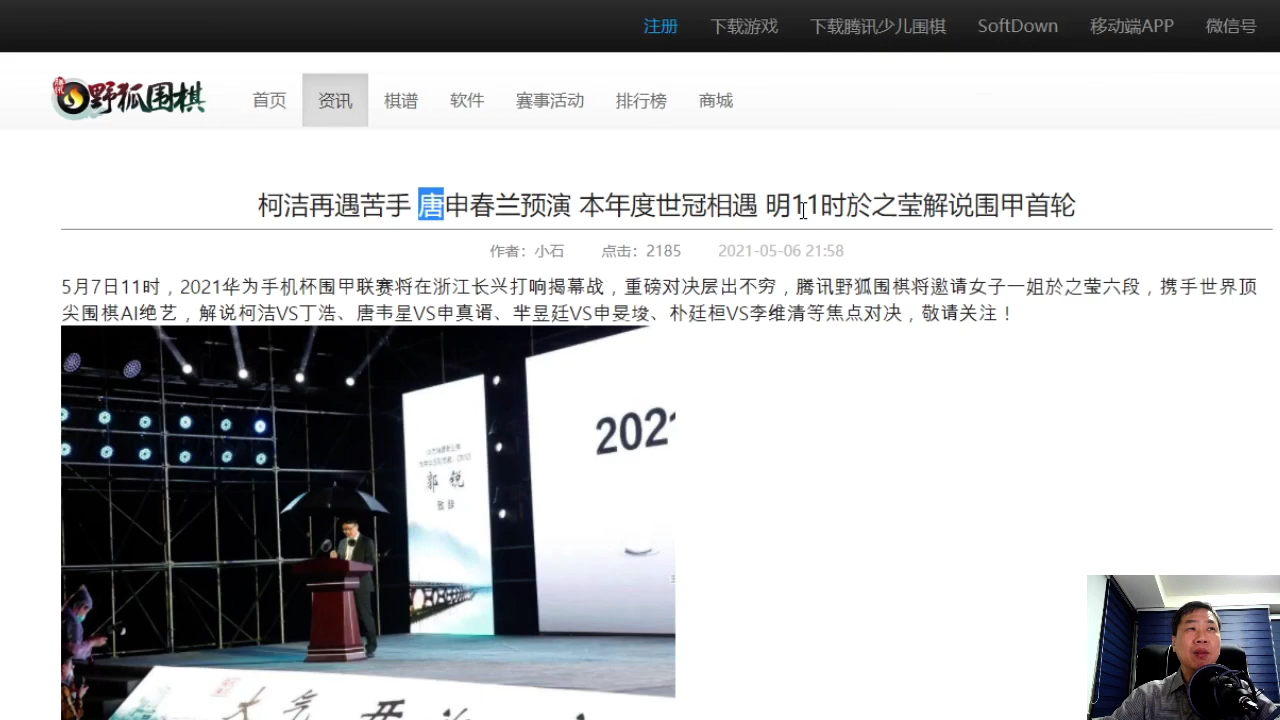 注册 下载游戏 下载腾讯少儿围棋 SoftDown 移动端APP 微信号
野狐围棋 首页 资讯 棋谱 软件 赛事活动 排行榜 商城
柯洁再遇苦手 唐申春兰预演 本年度世冠相遇 明11时於之莹解说围甲首轮
作者：小石 点击：2185 2021-05-06 21:58
5月7日11时，2021华为手机杯围甲联赛将在浙江长兴打响揭幕战，重磅对决层出不穷，腾讯野狐围棋将邀请女子一姐於之莹六段，携手世界顶
尖围棋AI绝艺，解说柯洁VS丁浩、唐韦星VS申真谞、芈昱廷VS申旻埈、朴廷桓VS李维清等焦点对决，敬请关注！
2021
郭锐
致辞
大气